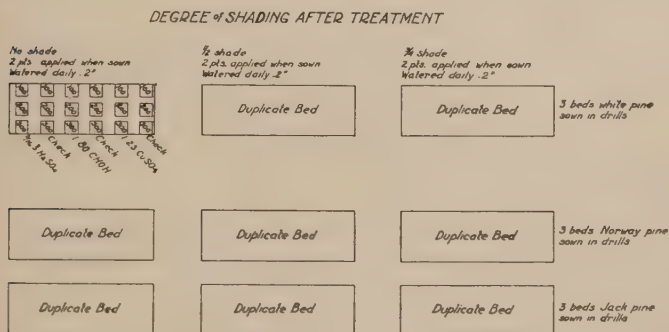 DEGREE of SHADING AFTER TREATMENT
No shade
2 pts. applied when sown
Watered daily .2"
½ shade
2 pts applied when sown
Watered daily .2"
¾ shade
2 pts. applied when sown
Watered daily .2"
Duplicate Bed
Duplicate Bed
3 beds white pine
sown in drills
Check
Check
Check
Duplicate Bed
Duplicate Bed
Duplicate Bed
3 beds Norway pine
sown in drills
Duplicate Bed
Duplicate Bed
Duplicate Bed
3 beds Jack pine
sown in drills